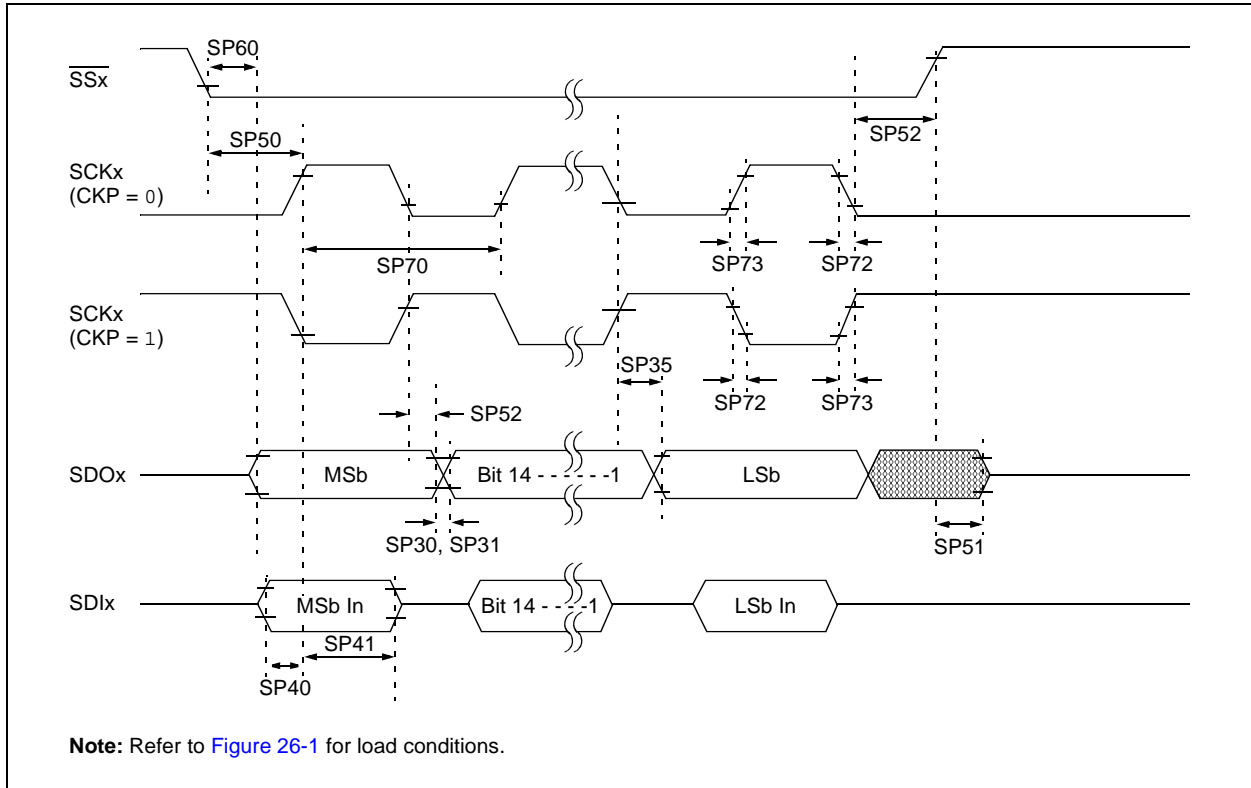 SP60
SSx
SP52
SP50
SCKx
(CKP = 0)
SP70
SP73
SP72
SCKx
(CKP = 1)
SP35
SP72
SP73
SP52
SDOx
MSb
Bit 14 - - - - - -1
LSb
SP30, SP31
SP51
SDIx
MSb In
Bit 14 - - - -1
LSb In
SP41
SP40
Note: Refer to Figure 26-1 for load conditions.